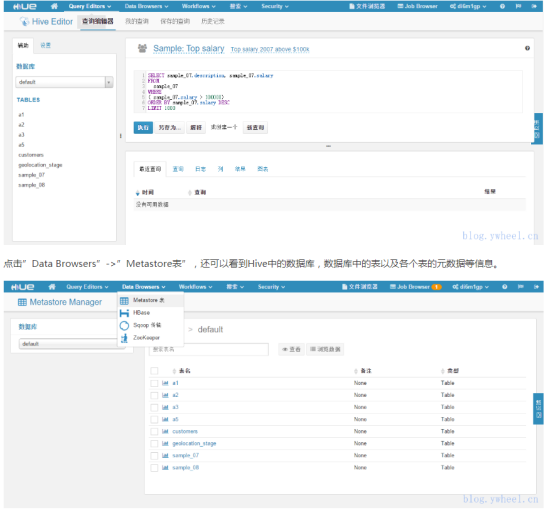 HUE Query Editors Data Browsers Workflows 搜索 Security 文件浏览器 Job Browser di6m1gp
Hive Editor 查询编辑器 我的查询 保存的查询 历史记录
辅助 设置
数据库
default
TABLES
a1
a2
a3
a5
customers
geolocation_stage
sample_07
sample_08
Sample: Top salary Top salary 2007 above $100k
1 SELECT sample_07.description, sample_07.salary
2 FROM
3 sample_07
4 WHERE
5 ( sample_07.salary > 100000)
6 ORDER BY sample_07.salary DESC
7 LIMIT 1000
执行 另存为... 解释 或创建一个 新查询
最近查询 查询 日志 列 结果 图表
时间 查询 结果
没有可用数据
blog.ywheel.cn
点击”Data Browsers”->”Metastore表”，还可以看到Hive中的数据库，数据库中的表以及各个表的元数据等信息。
HUE Query Editors Data Browsers Workflows 搜索 Security 文件浏览器 Job Browser di6m1gp
Metastore Manager
Metastore 表
HBase
Sqoop 传输
ZooKeeper
数据库
default
> default
搜索表名 查看 浏览数据
表名 备注 类型
a1 None Table
a2 None Table
a3 None Table
a5 None Table
customers None Table
geolocation_stage None Table
sample_07 None Table
sample_08 None Table
blog.ywheel.cn